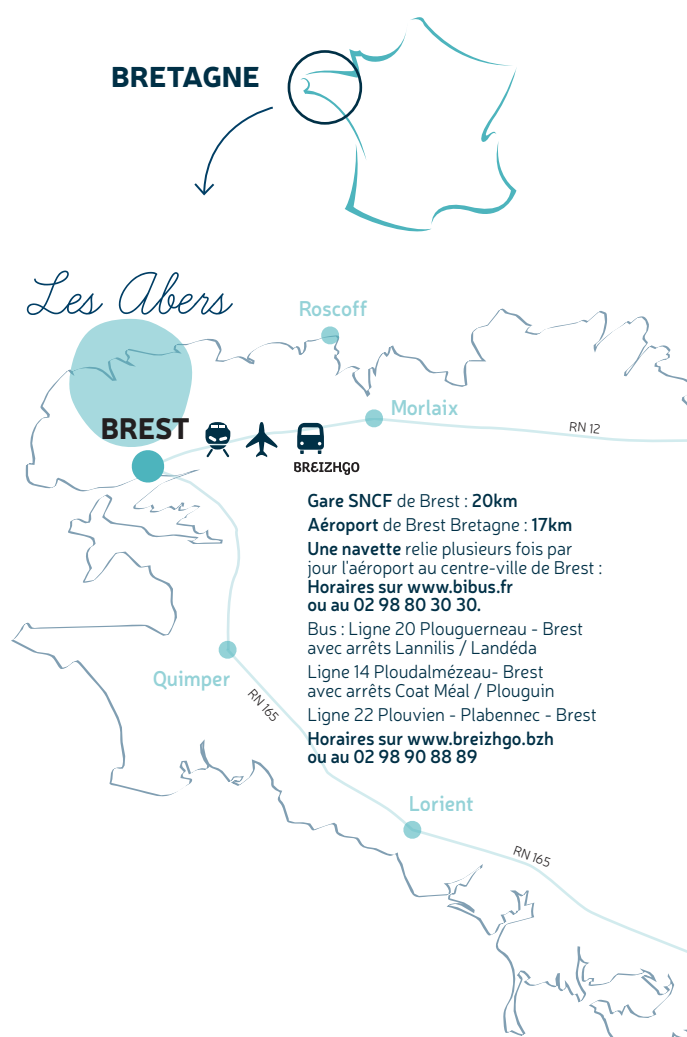 BRETAGNE
Les Abers
Roscoff
Morlaix
BREST
RN 12
BREIZHGO
Gare SNCF de Brest : 20km
Aéroport de Brest Bretagne : 17km
Une navette relie plusieurs fois par
jour l'aéroport au centre-ville de Brest :
Horaires sur www.bibus.fr
ou au 02 98 80 30 30.
Bus : Ligne 20 Plouguerneau - Brest
avec arrêts Lannilis / Landéda
Ligne 14 Ploudalmézeau- Brest
avec arrêts Coat Méal / Plouguin
Ligne 22 Plouvien - Plabennec - Brest
Horaires sur www.breizhgo.bzh
ou au 02 98 90 88 89
Quimper
RN 165
Lorient
RN 165